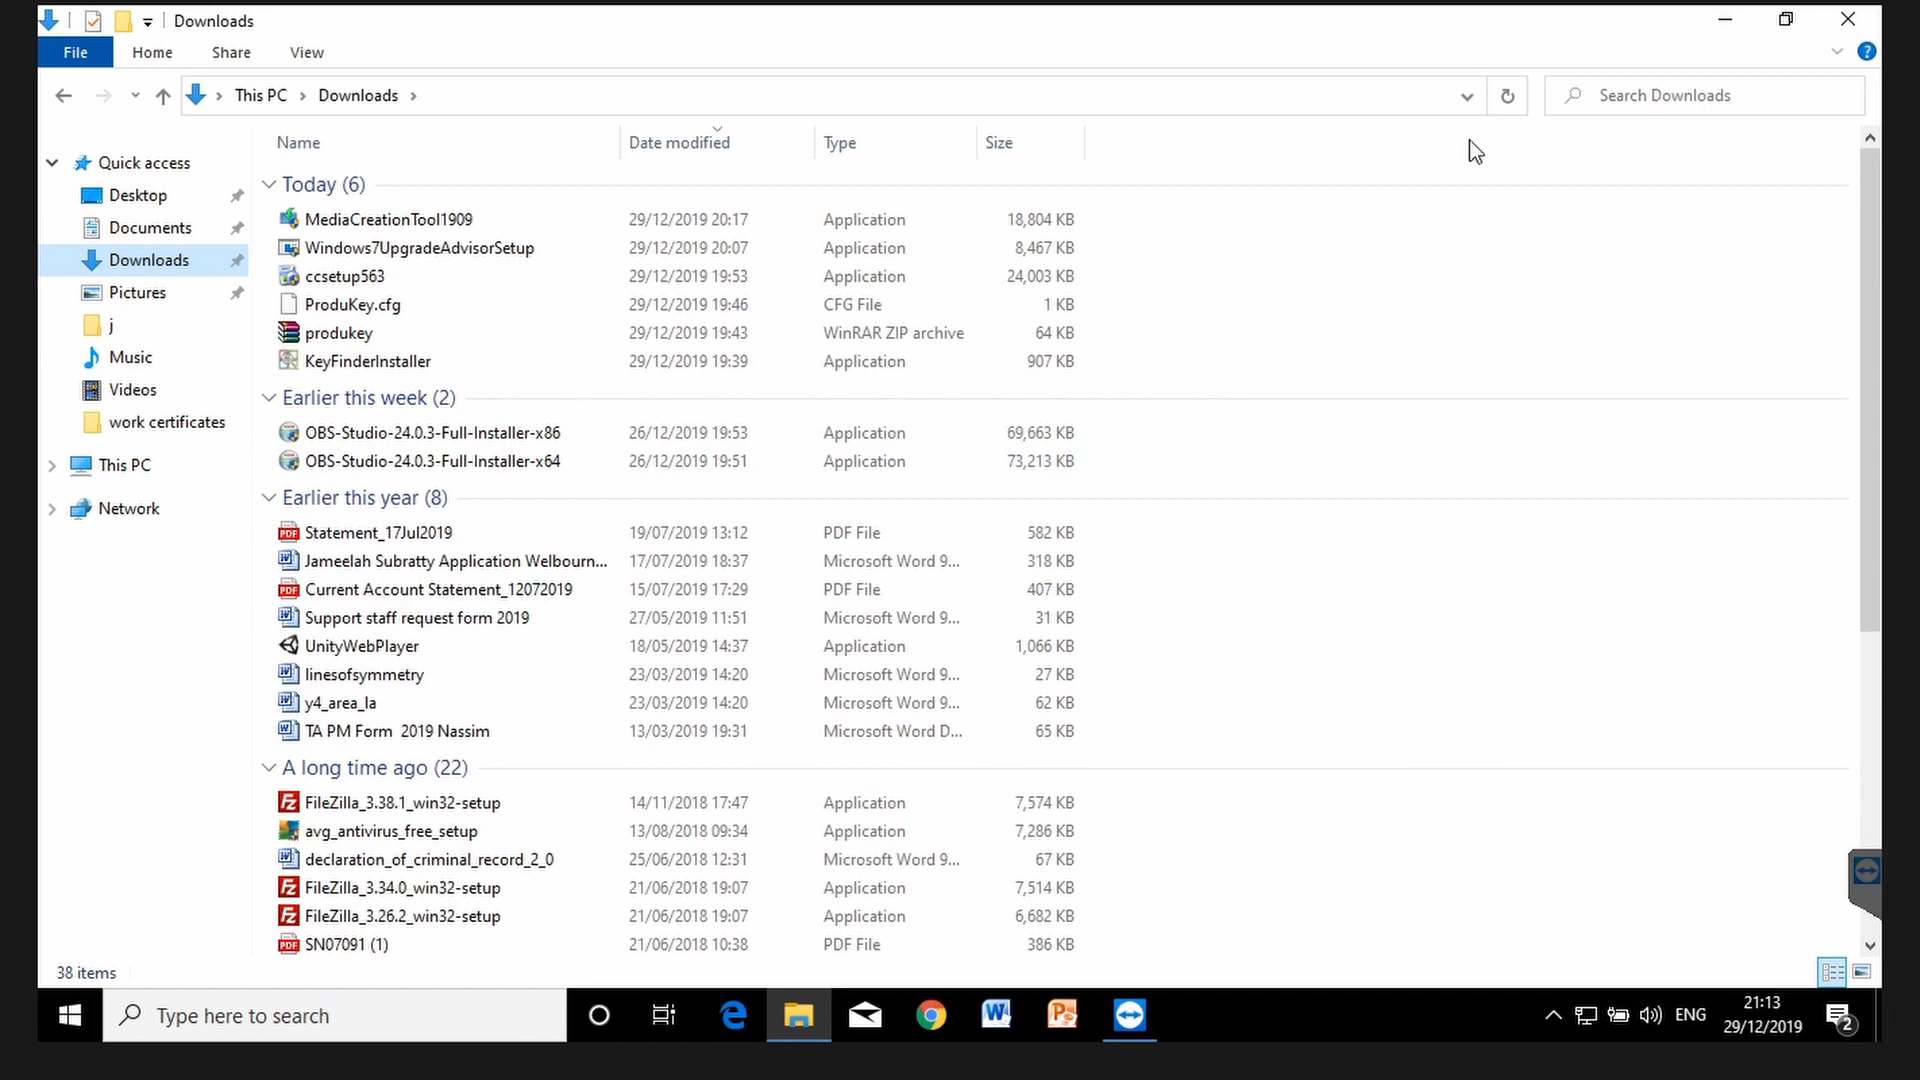 Downloads
File Home Share View
This PC Downloads
Search Downloads
Name Date modified Type Size
Quick access
Desktop
Documents
Downloads
Pictures
j
Music
Videos
work certificates
This PC
Network
Today (6)
MediaCreationTool1909 29/12/2019 20:17 Application 18,804 KB
Windows7UpgradeAdvisorSetup 29/12/2019 20:07 Application 8,467 KB
ccsetup563 29/12/2019 19:53 Application 24,003 KB
ProduKey.cfg 29/12/2019 19:46 CFG File 1 KB
produkey 29/12/2019 19:43 WinRAR ZIP archive 64 KB
KeyFinderInstaller 29/12/2019 19:39 Application 907 KB
Earlier this week (2)
OBS-Studio-24.0.3-Full-Installer-x86 26/12/2019 19:53 Application 69,663 KB
OBS-Studio-24.0.3-Full-Installer-x64 26/12/2019 19:51 Application 73,213 KB
Earlier this year (8)
Statement_17Jul2019 19/07/2019 13:12 PDF File 582 KB
Jameelah Subratty Application Welbourn... 17/07/2019 18:37 Microsoft Word 9... 318 KB
Current Account Statement_12072019 15/07/2019 17:29 PDF File 407 KB
Support staff request form 2019 27/05/2019 11:51 Microsoft Word 9... 31 KB
UnityWebPlayer 18/05/2019 14:37 Application 1,066 KB
linesofsymmetry 23/03/2019 14:20 Microsoft Word 9... 27 KB
y4_area_la 23/03/2019 14:20 Microsoft Word 9... 62 KB
TA PM Form  2019 Nassim 13/03/2019 19:31 Microsoft Word D... 65 KB
A long time ago (22)
FileZilla_3.38.1_win32-setup 14/11/2018 17:47 Application 7,574 KB
avg_antivirus_free_setup 13/08/2018 09:34 Application 7,286 KB
declaration_of_criminal_record_2_0 25/06/2018 12:31 Microsoft Word 9... 67 KB
FileZilla_3.34.0_win32-setup 21/06/2018 19:07 Application 7,514 KB
FileZilla_3.26.2_win32-setup 21/06/2018 19:07 Application 6,682 KB
SN07091 (1) 21/06/2018 10:38 PDF File 386 KB
38 items
Type here to search
ENG
21:13
29/12/2019
2